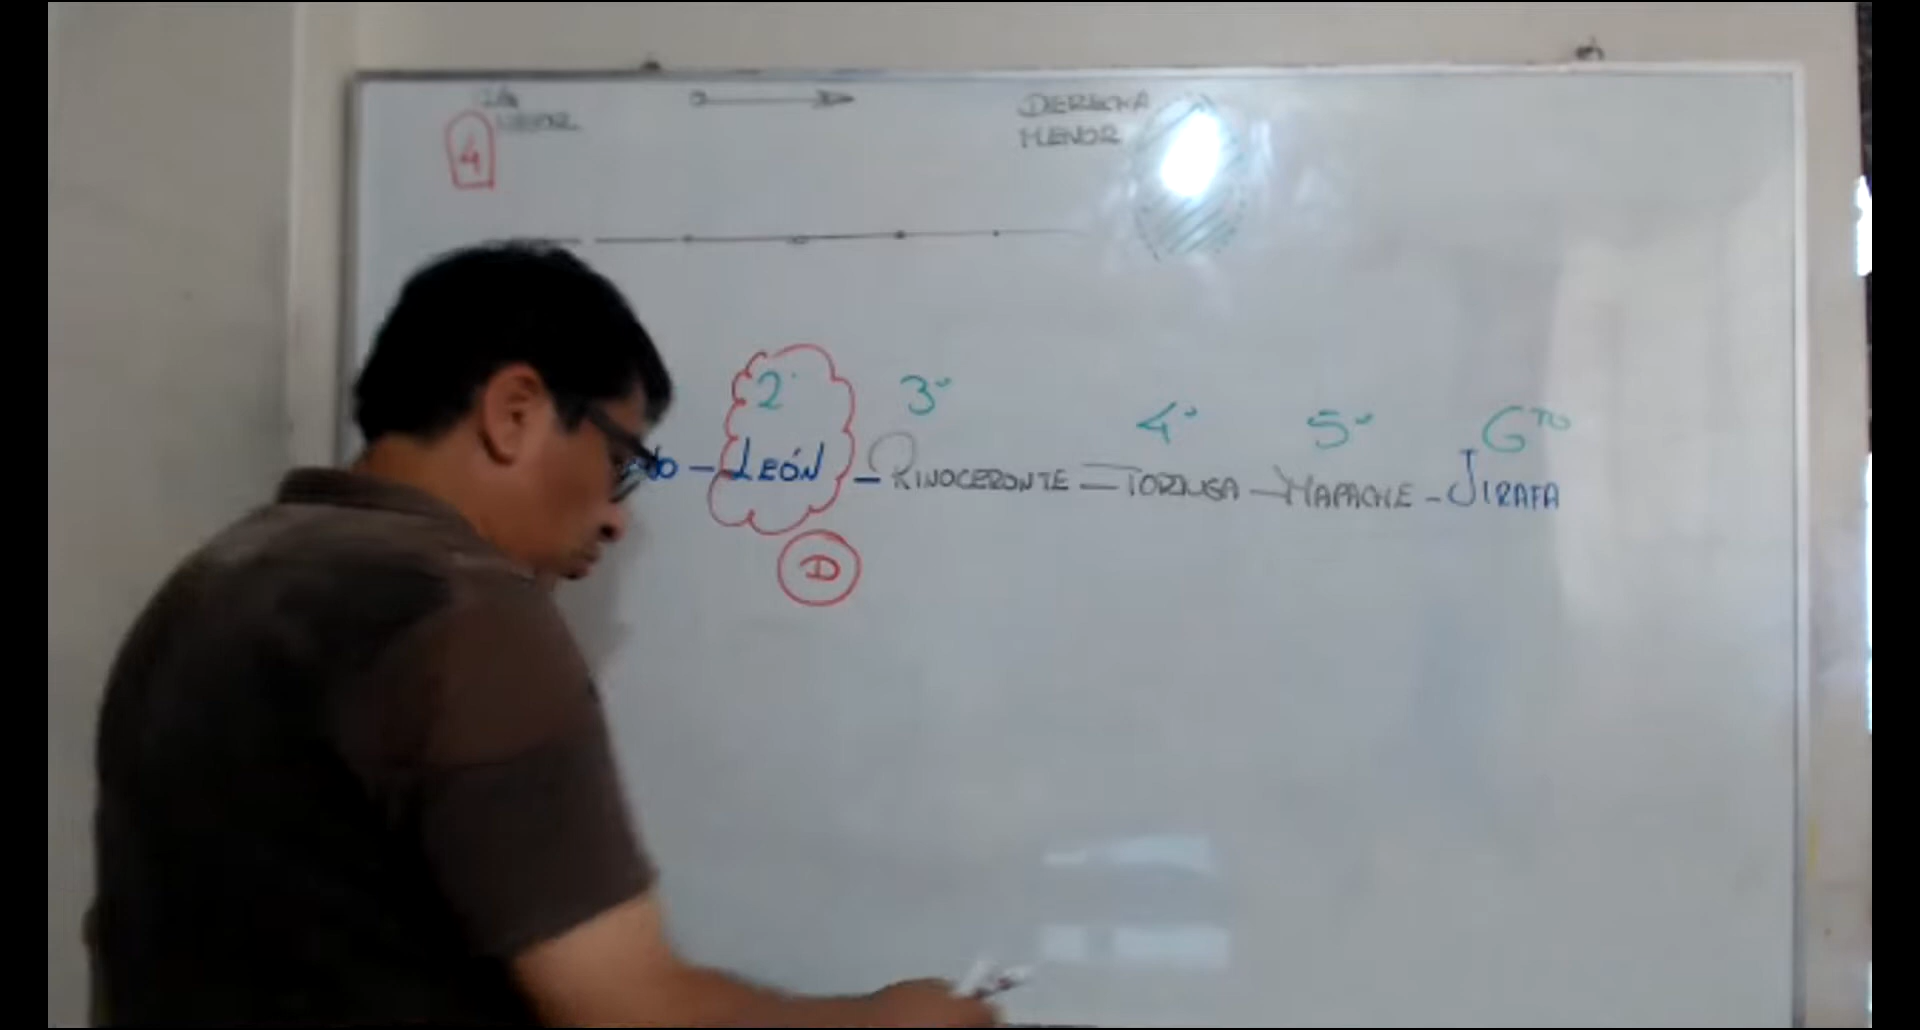 DERECHA
MENOR
4
2° 3° 4° 5° 6TO
- LEÓN - RINOCERONTE - TORTUGA - MAPACHE - JIRAFA
D